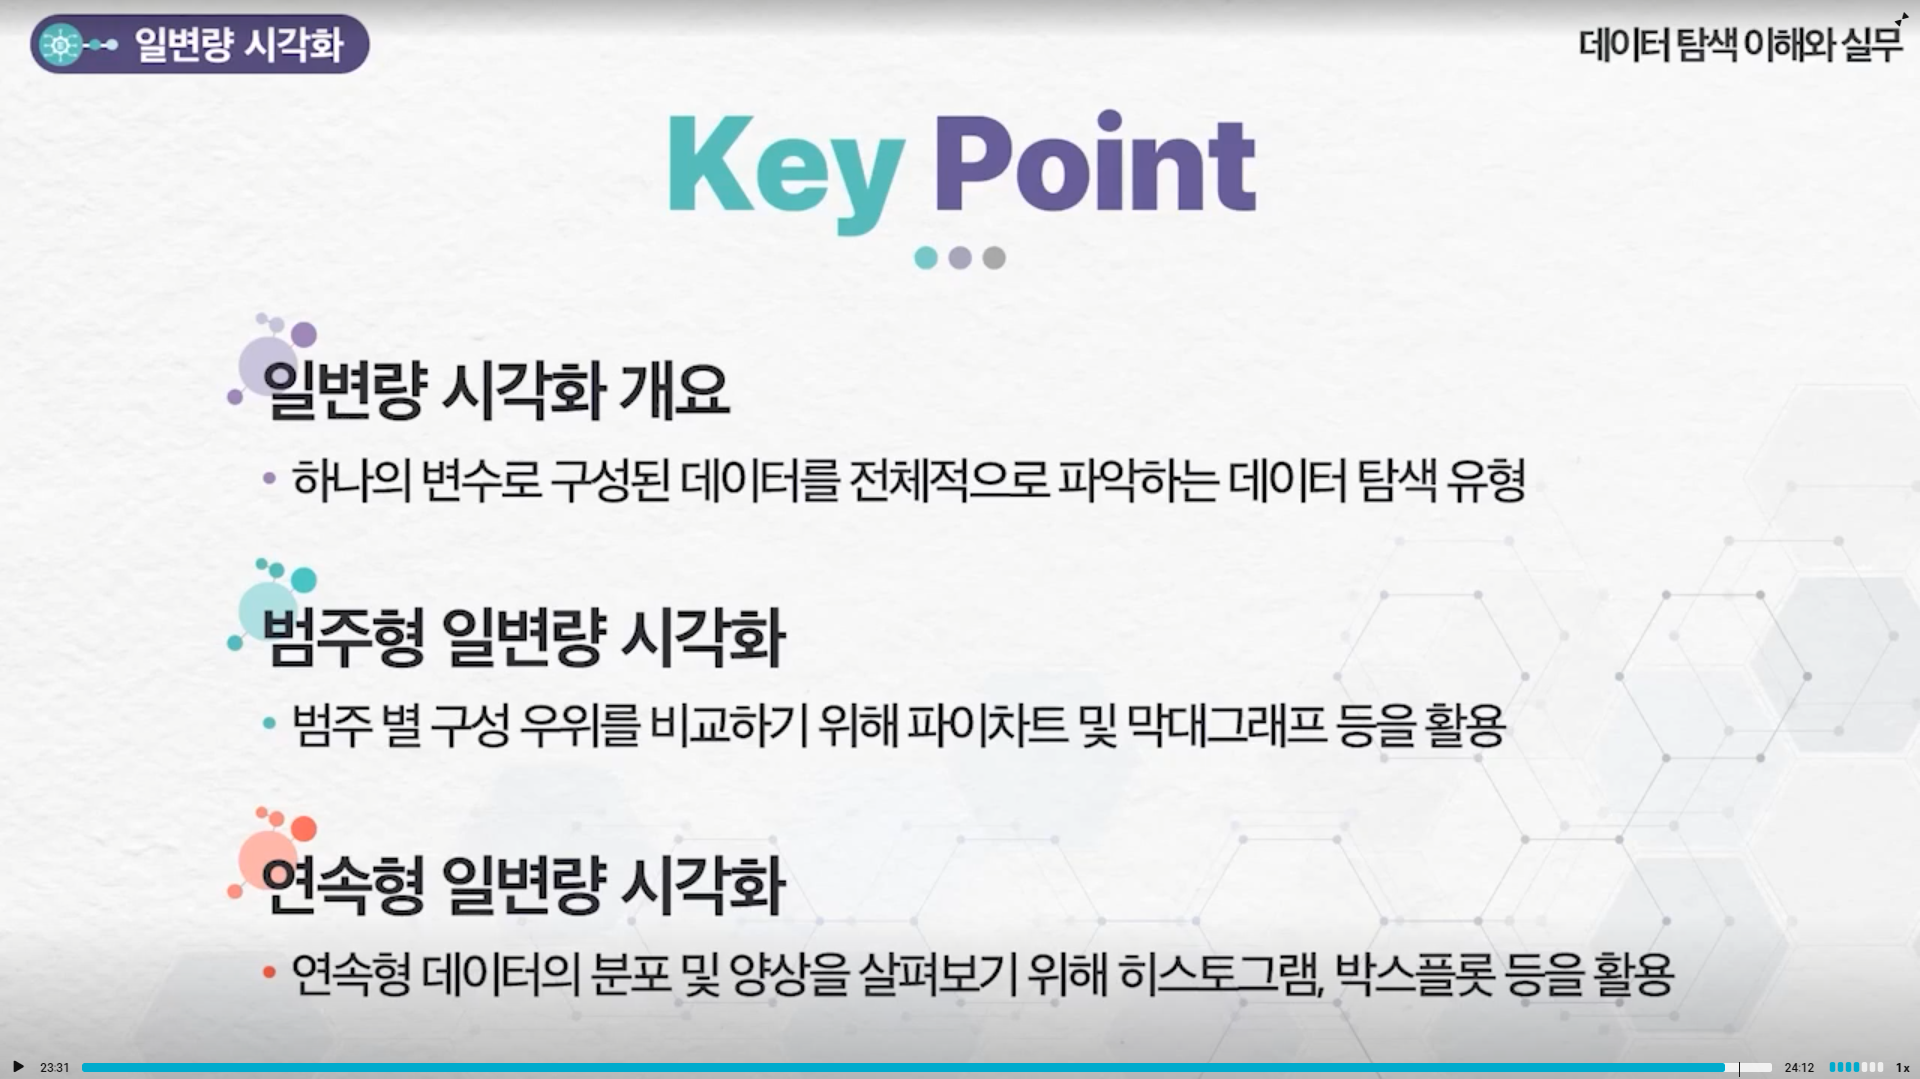 일변량 시각화
데이터 탐색 이해와 실무
Key Point
일변량 시각화 개요
• 하나의 변수로 구성된 데이터를 전체적으로 파악하는 데이터 탐색 유형
범주형 일변량 시각화
• 범주 별 구성 우위를 비교하기 위해 파이차트 및 막대그래프 등을 활용
연속형 일변량 시각화
• 연속형 데이터의 분포 및 양상을 살펴보기 위해 히스토그램, 박스플롯 등을 활용
23:31
24:12
1x